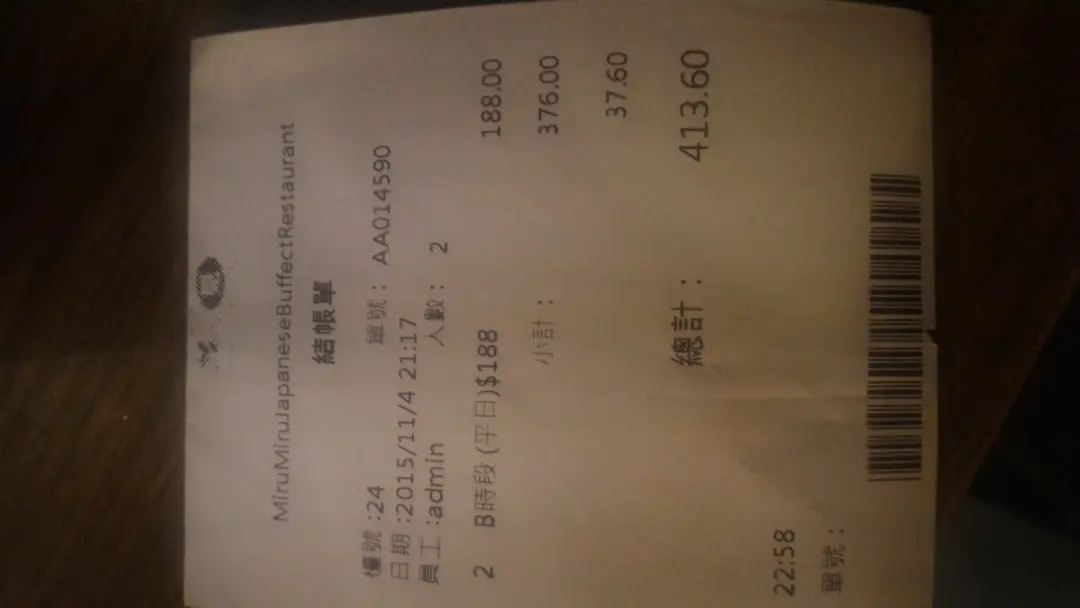 MiruMiruJapaneseBuffectRestaurant
結帳單
檯號:24 單號: AA014590
日期:2015/11/4 21:17
員工:admin 人數: 2
2 B時段(平日)$188 188.00
小計: 376.00
37.60
總計: 413.60
22:58
單號: